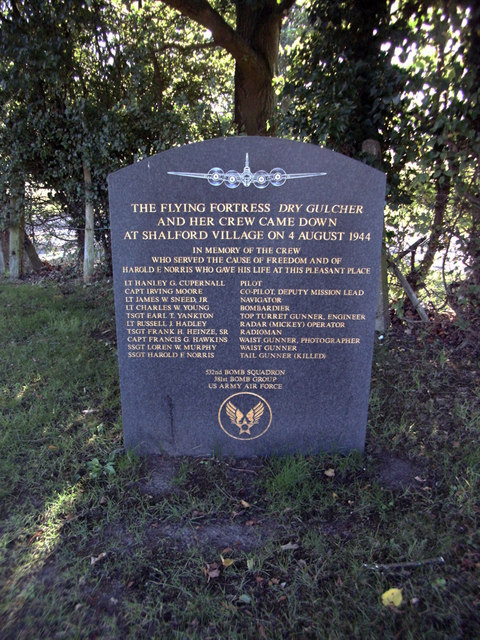 THE FLYING FORTRESS DRY GULCHER
AND HER CREW CAME DOWN
AT SHALFORD VILLAGE ON 4 AUGUST 1944
IN MEMORY OF THE CREW
WHO SERVED THE CAUSE OF FREEDOM AND OF
HAROLD E NORRIS WHO GAVE HIS LIFE AT THIS PLEASANT PLACE
LT HANLEY G. CUPERNALL PILOT
CAPT IRVING MOORE CO-PILOT, DEPUTY MISSION LEAD
LT JAMES W SNEED, JR NAVIGATOR
LT CHARLES W YOUNG BOMBARDIER
TSGT EARL T. YANKTON TOP TURRET GUNNER, ENGINEER
LT RUSSELL J. HADLEY RADAR (MICKEY) OPERATOR
TSGT FRANK H. HEINZE, SR RADIOMAN
CAPT FRANCIS G HAWKINS WAIST GUNNER, PHOTOGRAPHER
SSGT LOREN W. MURPHY WAIST GUNNER
SSGT HAROLD E NORRIS TAIL GUNNER (KILLED)
532nd BOMB SQUADRON
381st BOMB GROUP
US ARMY AIR FORCE